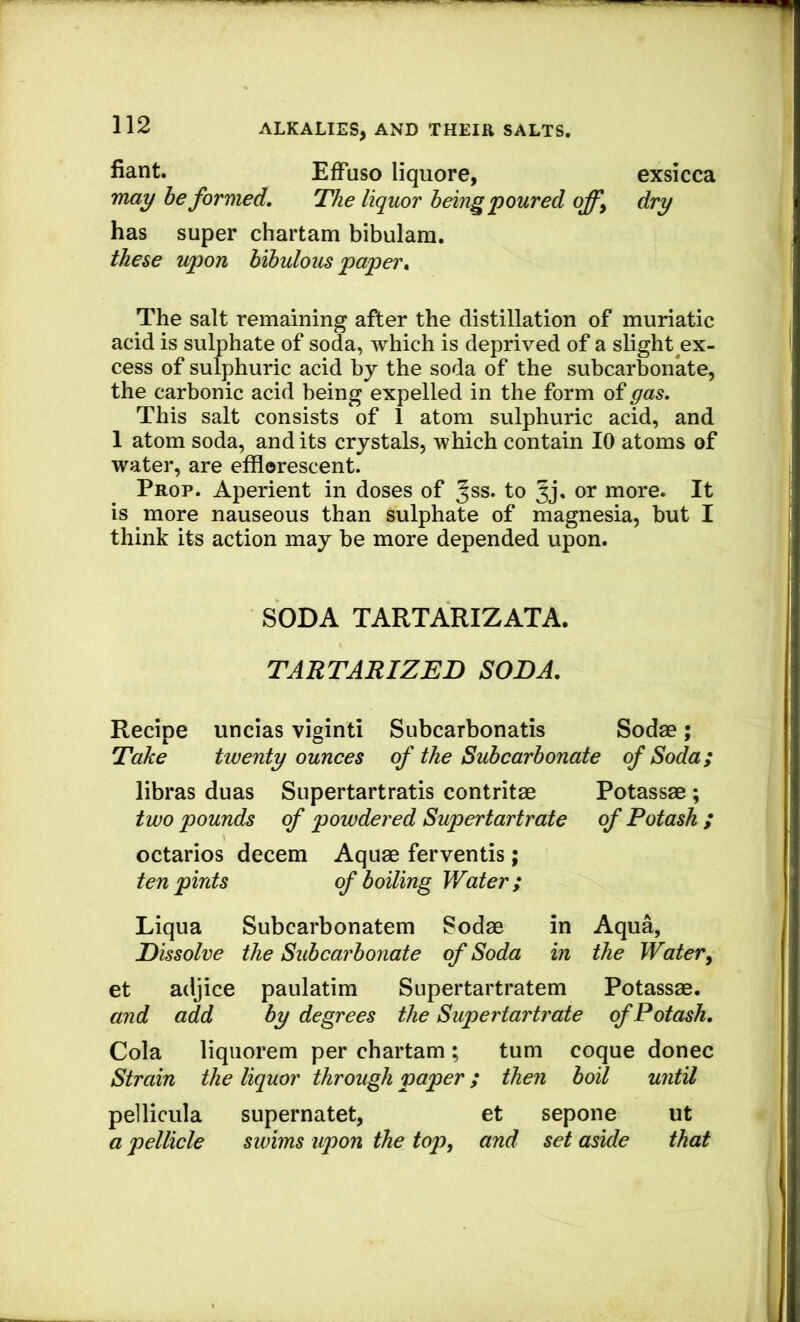 112 ALKALIES, AND THEIR SALTS.
fiant. Effuso liquore, exsicca
may be formed. The liquor being poured off, dry
has super chartam bibulam.
these upon bibulous paper.
The salt remaining after the distillation of muriatic
acid is sulphate of soda, which is deprived of a slight ex-
cess of sulphuric acid by the soda of the subcarbonate,
the carbonic acid being expelled in the form of gas.
This salt consists of 1 atom sulphuric acid, and
1 atom soda, and its crystals, which contain 10 atoms of
water, are efflorescent.
PROP. Aperient in doses of ℥ss. to ℥j. or more. It
is more nauseous than sulphate of magnesia, but I
think its action may be more depended upon.
SODA TARTARIZATA.
TARTARIZED SODA.
Recipe uncias viginti Subcarbonatis Sodæ;
Take twenty ounces of the Subcarbonate of Soda;
libras duas Supertartratis contritæ Potassæ;
two pounds of powdered Supertartrate of Potash;
octarios decem Aquæ ferventis;
ten pints of boiling Water;
Liqua Subcarbonatem Sodæ in Aquâ,
Dissolve the Subcarbonate of Soda in the Water,
et adjice paulatim Supertartratem Potassæ.
and add by degrees the Supertartrate of Potash.
Cola liquorem per chartam; tum coque donec
Strain the liquor through paper; then boil until
pellicula supernatet, et sepone ut
a pellicle swims upon the top, and set aside that